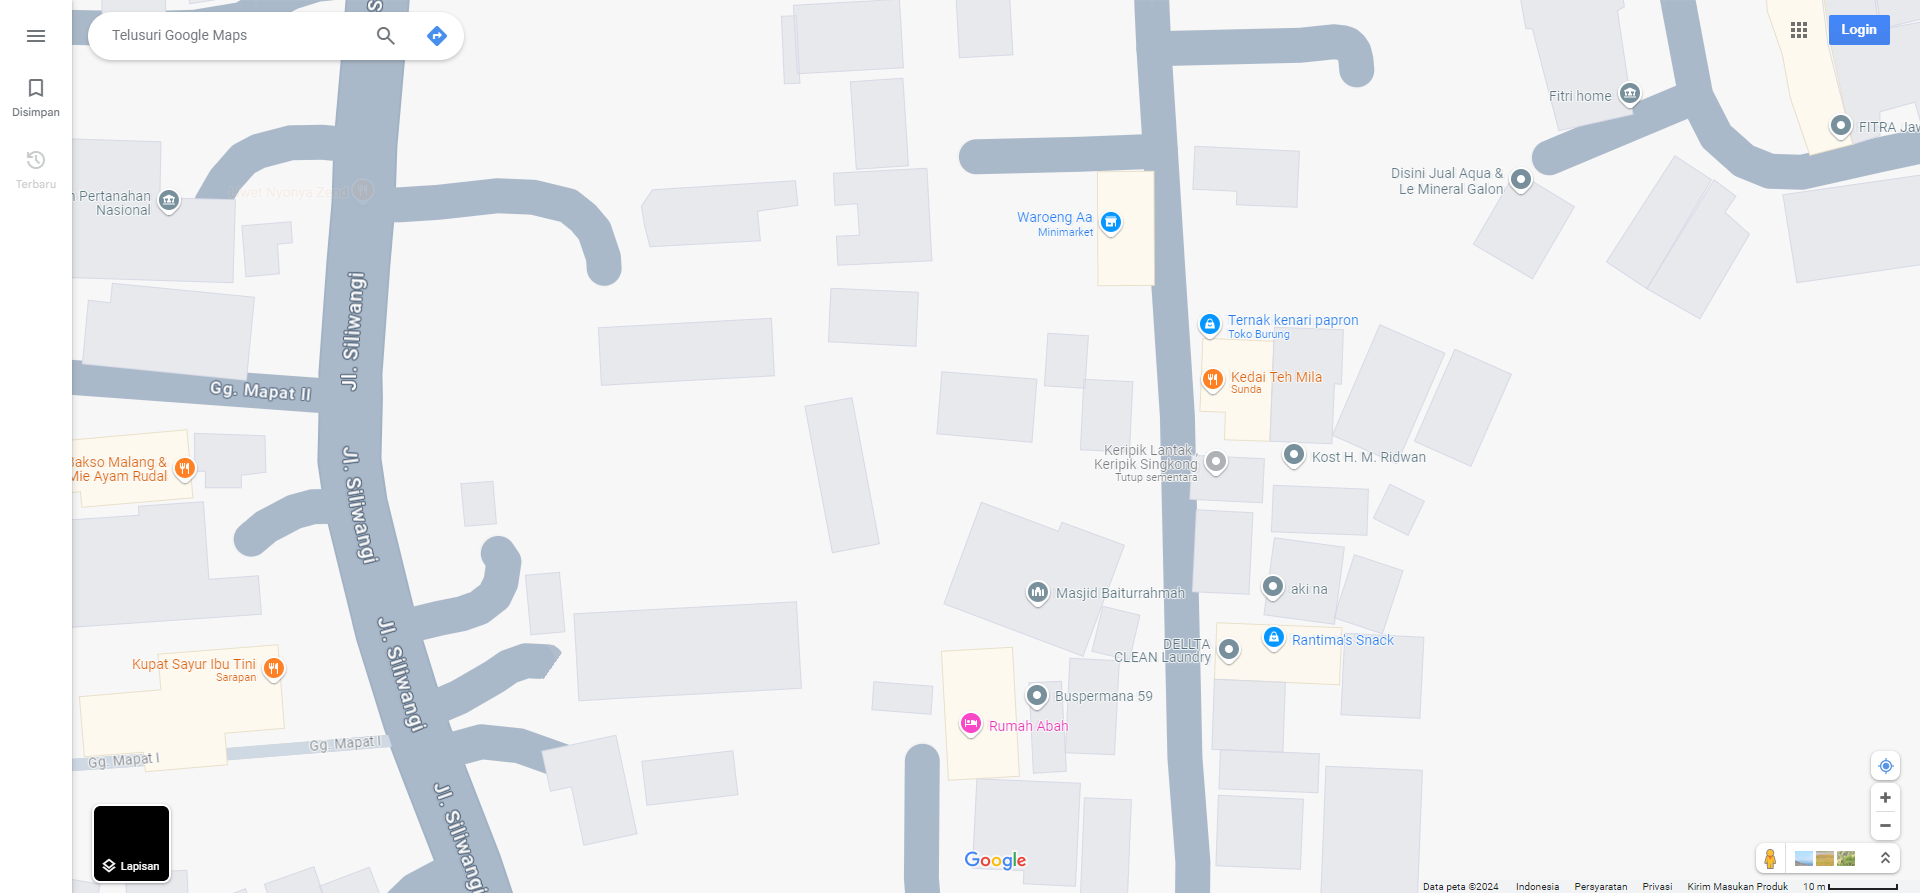 Telusuri Google Maps
Login
Disimpan
Terbaru
Fitri home
FITRA Jaw
Disini Jual Aqua &
Le Mineral Galon
n Pertanahan
Nasional
Waroeng Aa
Minimarket
Jl. Siliwangi
Ternak kenari papron
Toko Burung
Gg. Mapat II
Kedai Teh Mila
Sunda
Bakso Malang &
Mie Ayam Rudal
Jl. Siliwangi
Keripik Lantak,
Keripik Singkong
Tutup sementara
Kost H. M. Ridwan
Masjid Baiturrahmah
aki na
Jl. Siliwangi
DELLTA
CLEAN Laundry
Rantima's Snack
Kupat Sayur Ibu Tini
Sarapan
Buspermana 59
Rumah Abah
Gg. Mapat I
Gg. Mapat I
Jl. Siliwangi
Lapisan
Google
Data peta ©2024
Indonesia
Persyaratan
Privasi
Kirim Masukan Produk
10 m